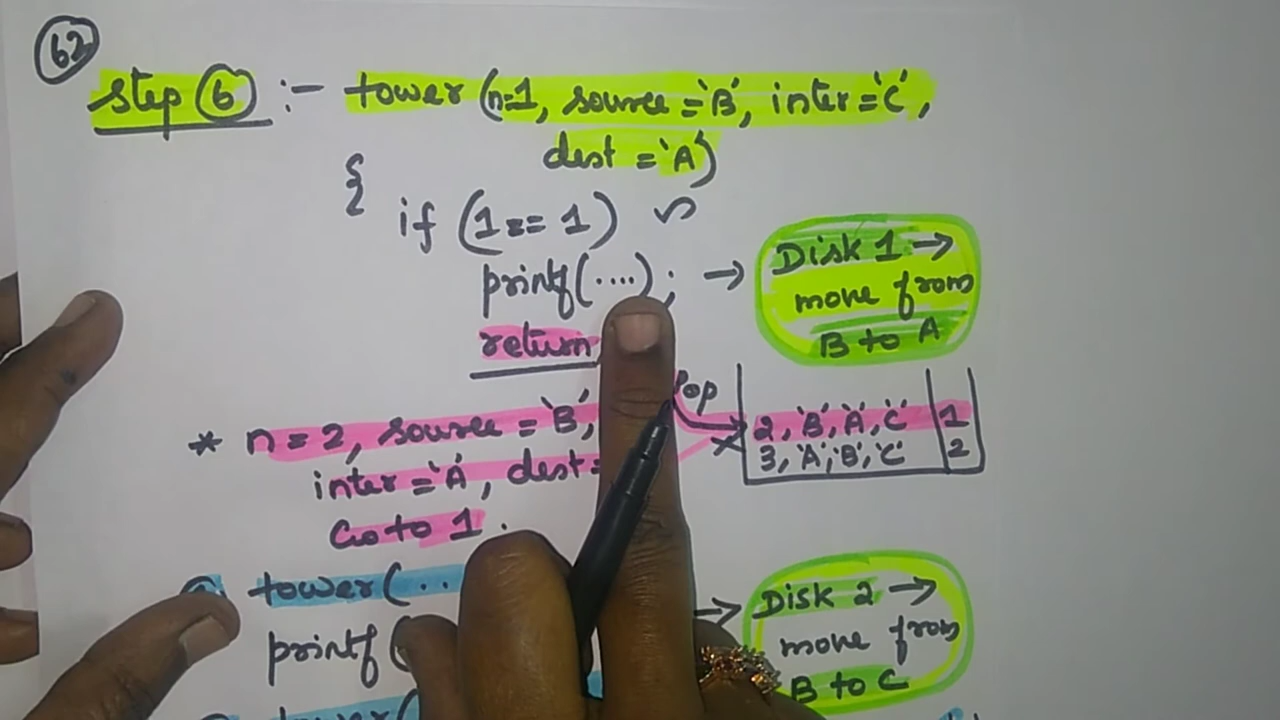 62
Step 6 :- tower (n=1, source ='B', inter ='C',
dest ='A')
{
if (1 == 1)
printf(....); → Disk 1 →
move from
B to A
return
Pop
* n=2, source ='B',
inter ='A', dest =
Goto 1.
2, 'B', 'A', 'C' 1
3, 'A', 'B', 'C' 2
tower(..
printf( → Disk 2 →
move from
B to C
tower(